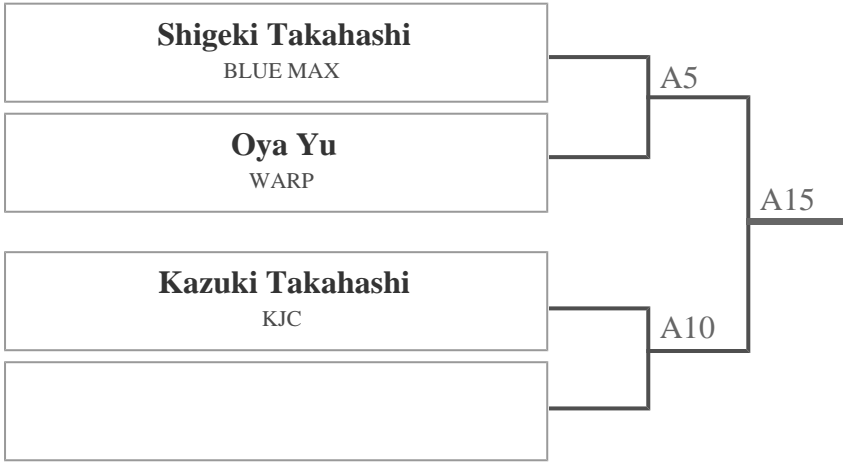 Shigeki Takahashi
BLUE MAX
A5
Oya Yu
WARP
A15
Kazuki Takahashi
KJC
A10